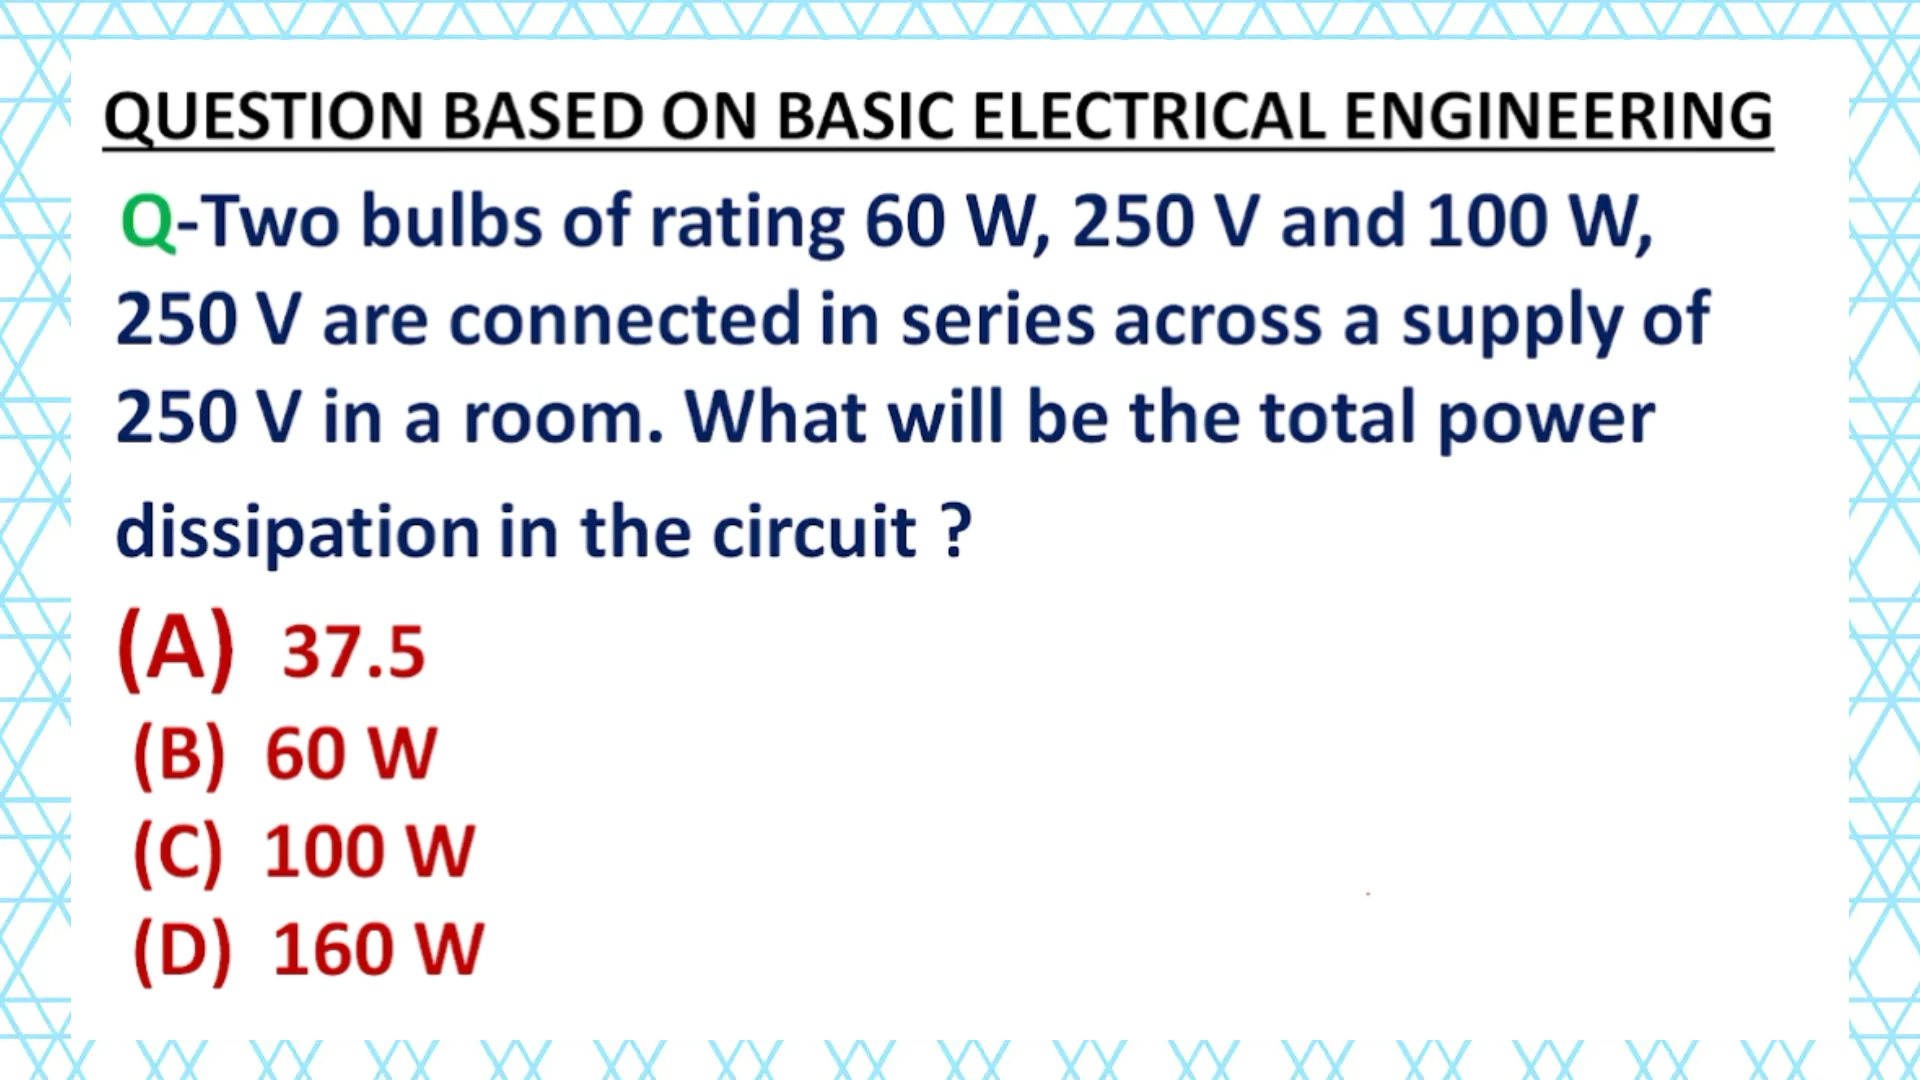 QUESTION BASED ON BASIC ELECTRICAL ENGINEERING
Q-Two bulbs of rating 60 W, 250 V and 100 W,
250 V are connected in series across a supply of
250 V in a room. What will be the total power
dissipation in the circuit ?
(A) 37.5
(B) 60 W
(C) 100 W
(D) 160 W